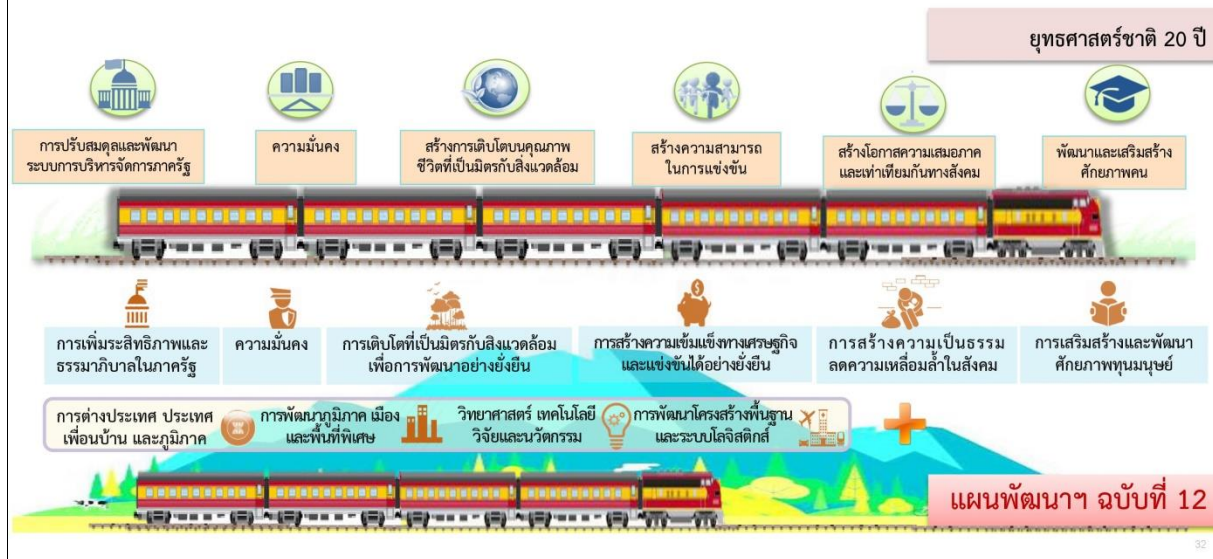 ยุทธศาสตร์ชาติ 20 ปี
การปรับสมดุลและพัฒนา
ระบบการบริหารจัดการภาครัฐ
ความมั่นคง
สร้างการเติบโตบนคุณภาพ
ชีวิตที่เป็นมิตรกับสิ่งแวดล้อม
สร้างความสามารถ
ในการแข่งขัน
สร้างโอกาสความเสมอภาค
และเท่าเทียมกันทางสังคม
พัฒนาและเสริมสร้าง
ศักยภาพคน
การเพิ่มระสิทธิภาพและ
ธรรมาภิบาลในภาครัฐ
ความมั่นคง
การเติบโตที่เป็นมิตรกับสิ่งแวดล้อม
เพื่อการพัฒนาอย่างยั่งยืน
การสร้างความเข้มแข็งทางเศรษฐกิจ
และแข่งขันได้อย่างยั่งยืน
การสร้างความเป็นธรรม
ลดความเหลื่อมล้ำในสังคม
การเสริมสร้างและพัฒนา
ศักยภาพทุนมนุษย์
การต่างประเทศ ประเทศ
เพื่อนบ้าน และภูมิภาค
การพัฒนาภูมิภาค เมือง
และพื้นที่พิเศษ
วิทยาศาสตร์ เทคโนโลยี
วิจัยและนวัตกรรม
การพัฒนาโครงสร้างพื้นฐาน
และระบบโลจิสติกส์
แผนพัฒนาฯ ฉบับที่ 12
32